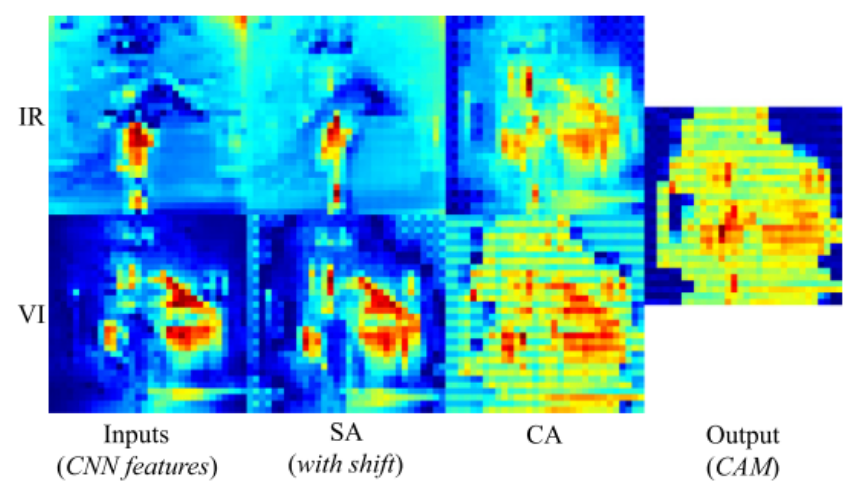 IR
VI
Inputs
(CNN features)
SA
(with shift)
CA
Output
(CAM)